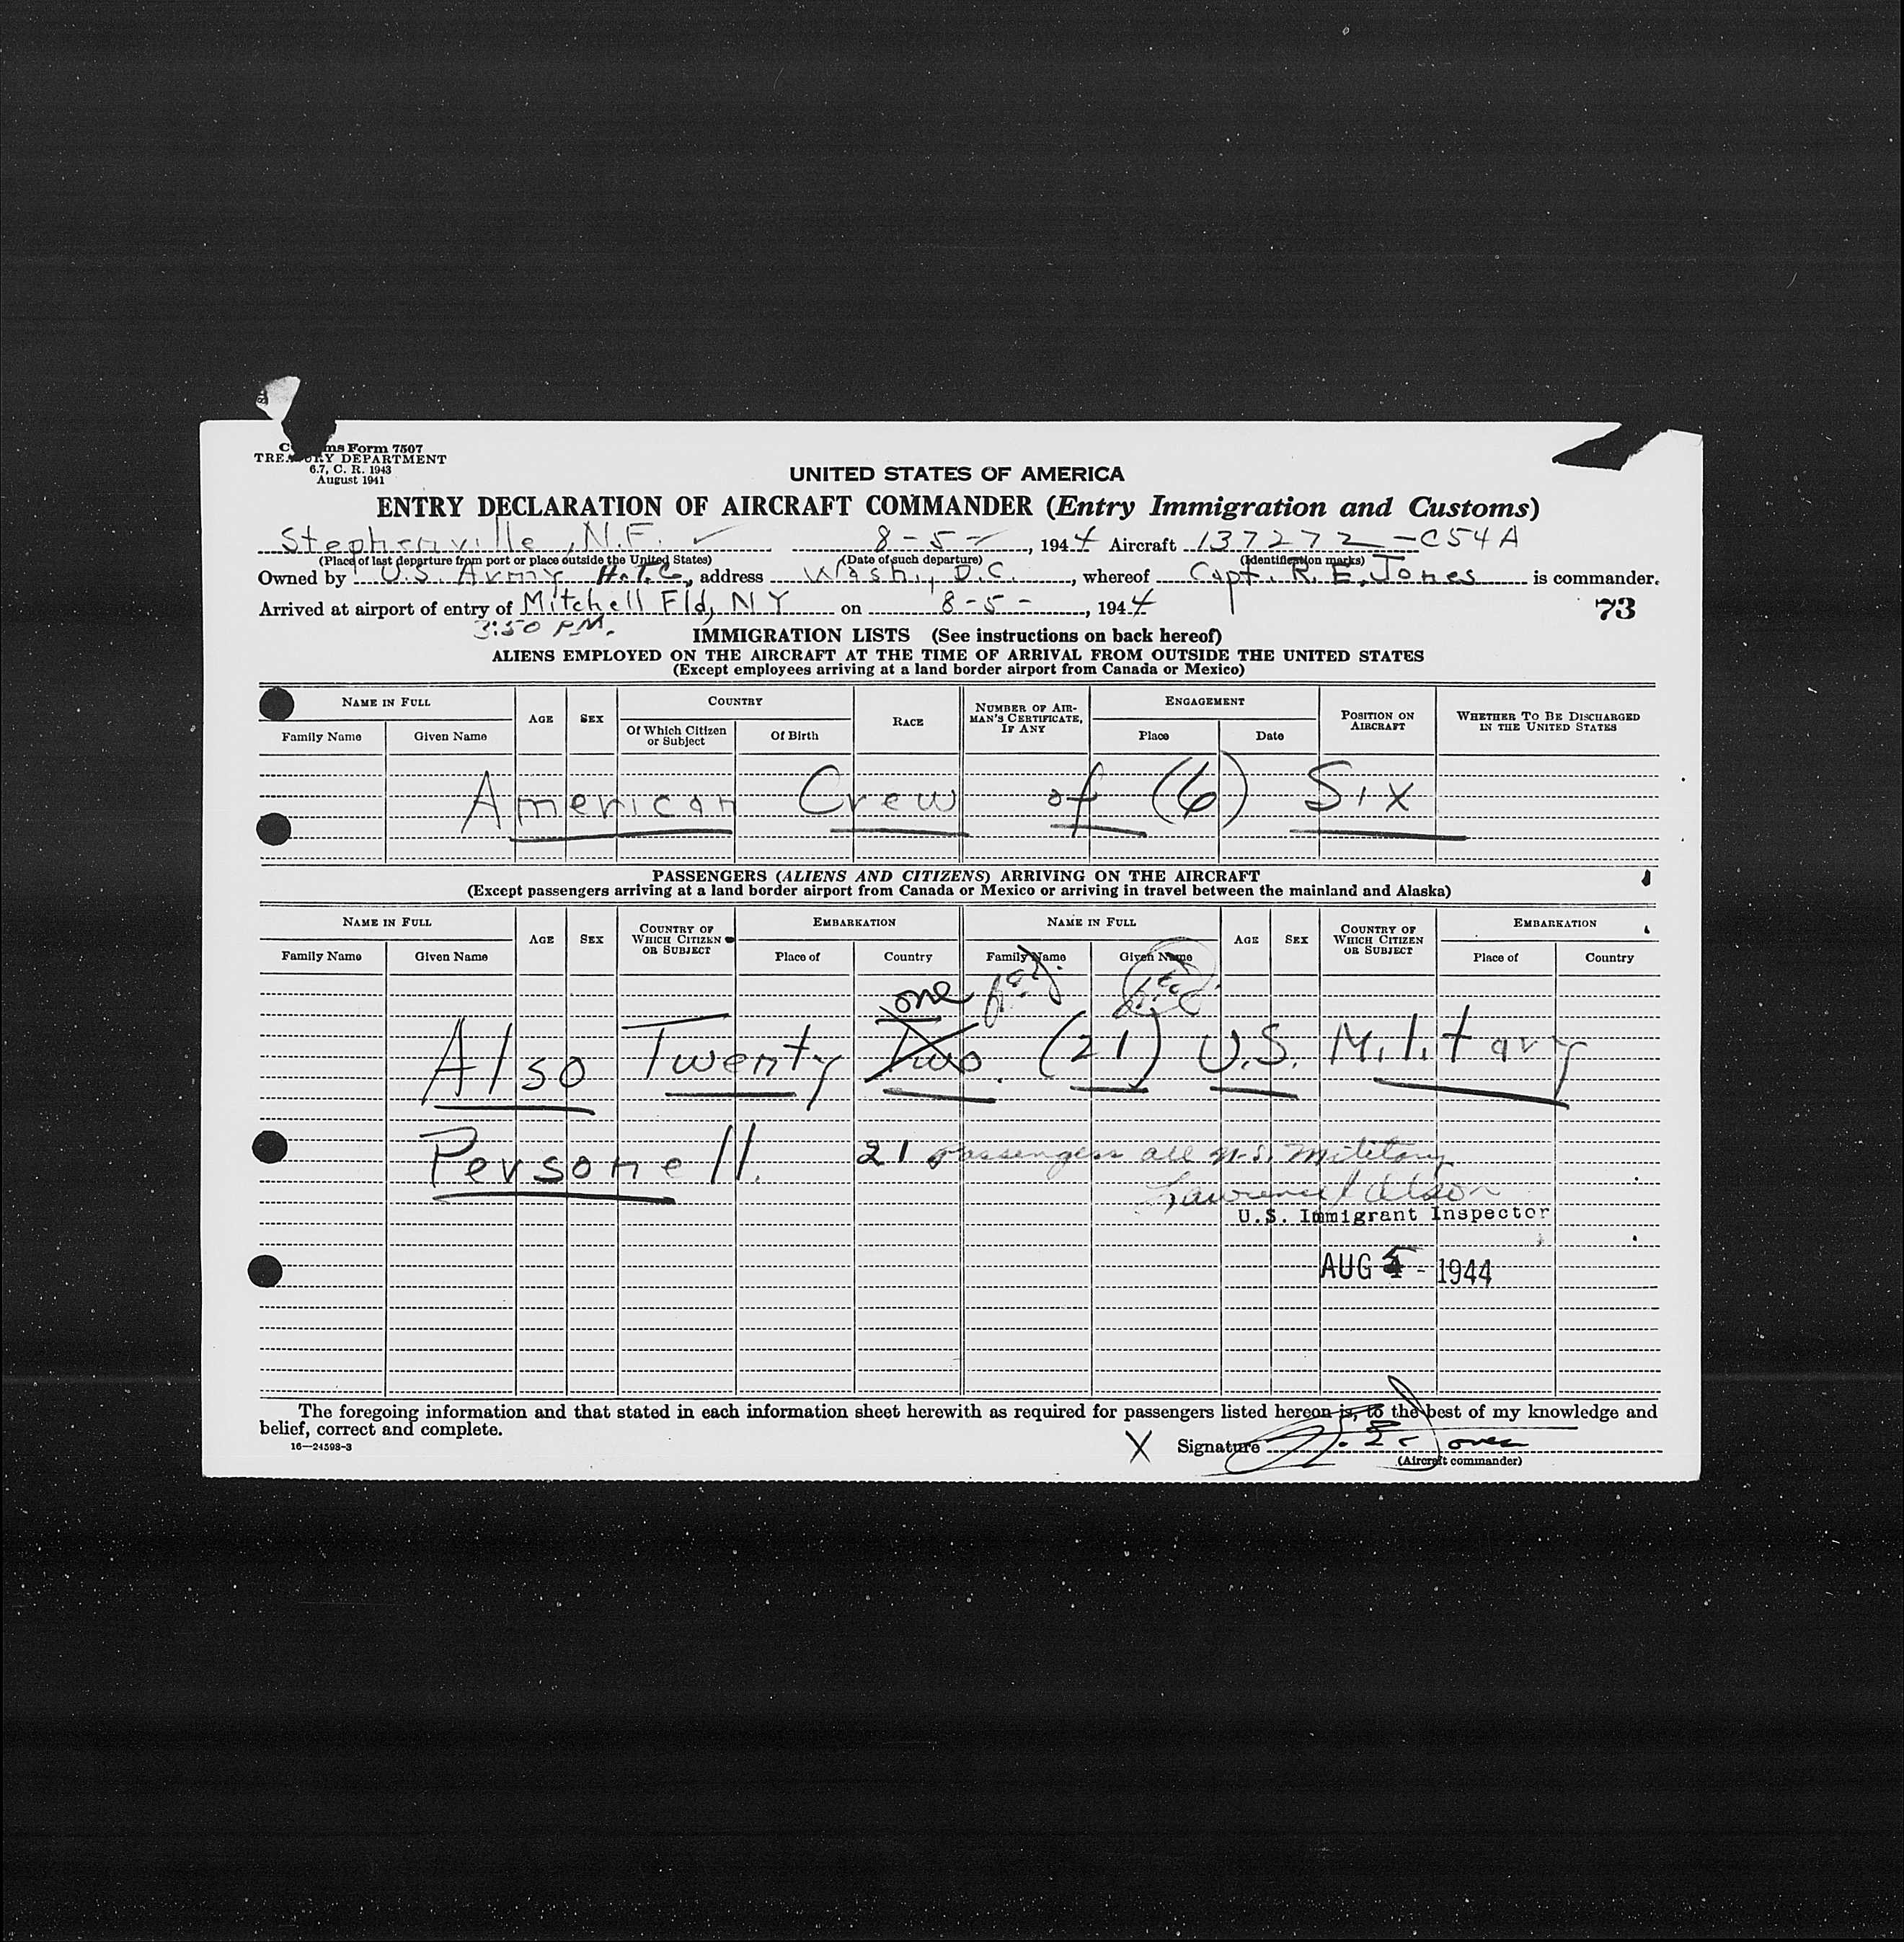 Customs Form 7507
TREASURY DEPARTMENT
6.7, C. R. 1943
August 1941
UNITED STATES OF AMERICA
ENTRY DECLARATION OF AIRCRAFT COMMANDER (Entry Immigration and Customs)
Stephenville, N.F. 8-5-, 1944 Aircraft 137272-C54A
(Place of last departure from port or place outside the United States) (Date of such departure) (Identification marks)
Owned by U.S. Army A.T.C., address Wash., D.C., whereof Capt. R. E. Jones is commander.
Arrived at airport of entry of Mitchell Fld, NY on 8-5-, 1944
73
3:50 P.M.
IMMIGRATION LISTS (See instructions on back hereof)
ALIENS EMPLOYED ON THE AIRCRAFT AT THE TIME OF ARRIVAL FROM OUTSIDE THE UNITED STATES
(Except employees arriving at a land border airport from Canada or Mexico)
NAME IN FULL AGE SEX COUNTRY RACE NUMBER OF AIRMAN'S CERTIFICATE, IF ANY ENGAGEMENT POSITION ON AIRCRAFT WHETHER TO BE DISCHARGED IN THE UNITED STATES
Family Name Given Name Of Which Citizen or Subject Of Birth Place Date
American Crew of (6) Six
PASSENGERS (ALIENS AND CITIZENS) ARRIVING ON THE AIRCRAFT
(Except passengers arriving at a land border airport from Canada or Mexico or arriving in travel between the mainland and Alaska)
NAME IN FULL AGE SEX COUNTRY OF WHICH CITIZEN OR SUBJECT EMBARKATION NAME IN FULL AGE SEX COUNTRY OF WHICH CITIZEN OR SUBJECT EMBARKATION
Family Name Given Name Place of Country Family Name Given Name Place of Country
one
Also Twenty Two (21) U.S. Military
Personell. 21 passengers all U.S. Military
Lawrence
U.S. Immigrant Inspector
AUG 5 - 1944
The foregoing information and that stated in each information sheet herewith as required for passengers listed hereon is, to the best of my knowledge and
belief, correct and complete.
16—24598-3
X Signature R. E. Jones
(Aircraft commander)